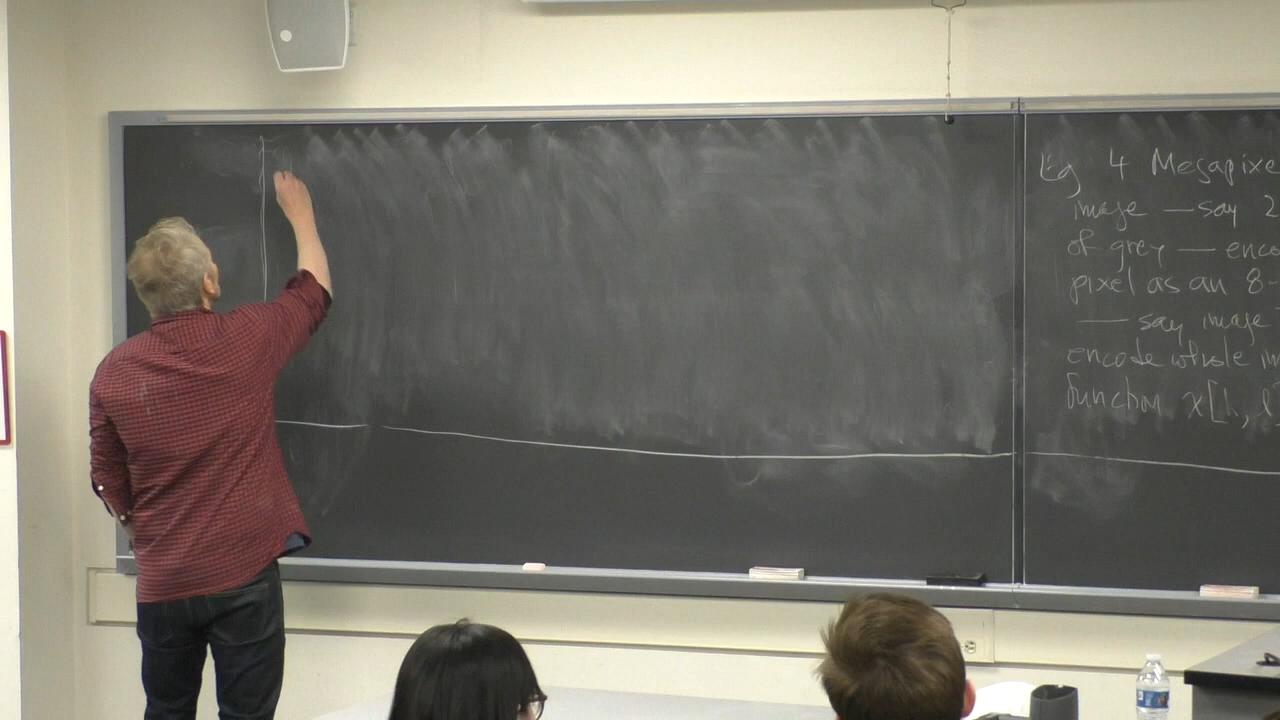 Eg 4 Megapixe
image — say 2
of grey — enco
pixel as an 8-
— say image
encode whole im
function x[k, l]